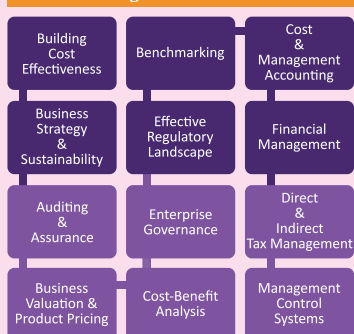 Building
Cost
Effectiveness
Benchmarking
Cost
&
Management
Accounting
Business
Strategy
&
Sustainability
Effective
Regulatory
Landscape
Financial
Management
Auditing
&
Assurance
Enterprise
Governance
Direct
&
Indirect
Tax Management
Business
Valuation &
Product Pricing
Cost-Benefit
Analysis
Management
Control
Systems